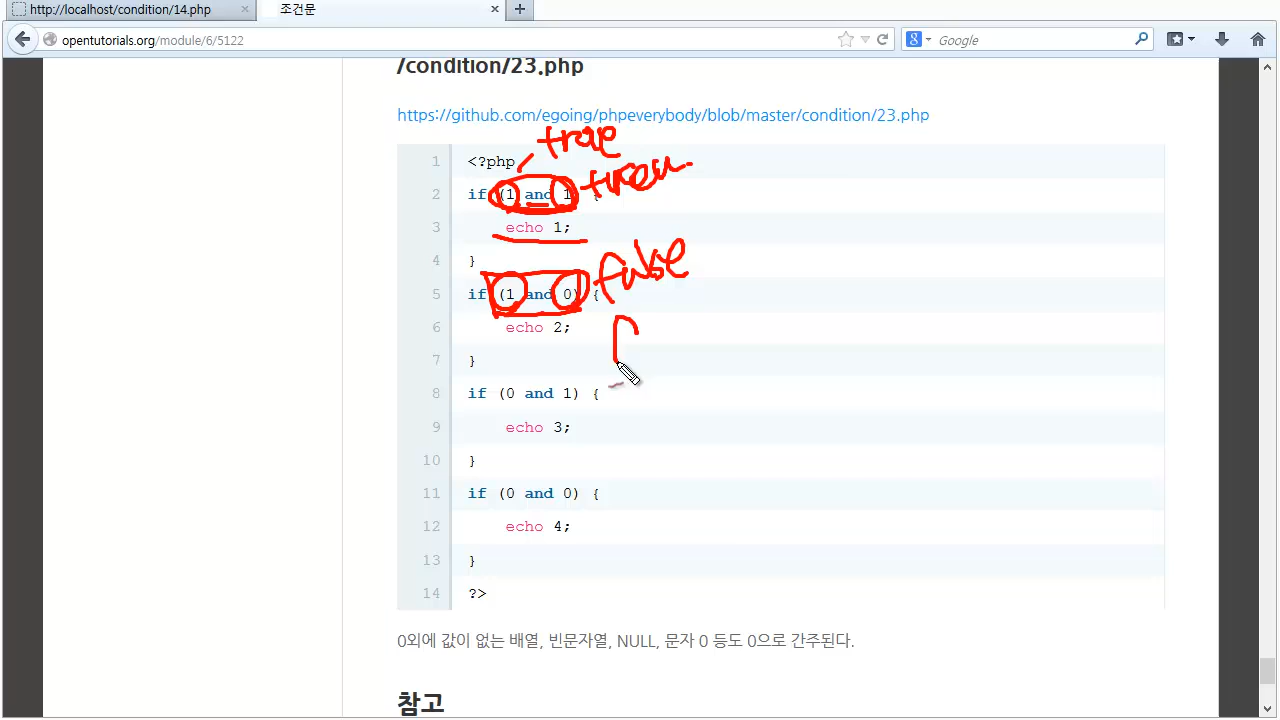 http://localhost/condition/14.php × 조건문 × +
opentutorials.org/module/6/5122 Google
/condition/23.php
https://github.com/egoing/phpeverybody/blob/master/condition/23.php
true
1 <?php
2 if (1 and 1) {
3 echo 1;
4 }
false
5 if (1 and 0) {
6 echo 2;
7 }
8 if (0 and 1) {
9 echo 3;
10 }
11 if (0 and 0) {
12 echo 4;
13 }
14 ?>
0외에 값이 없는 배열, 빈문자열, NULL, 문자 0 등도 0으로 간주된다.
참고